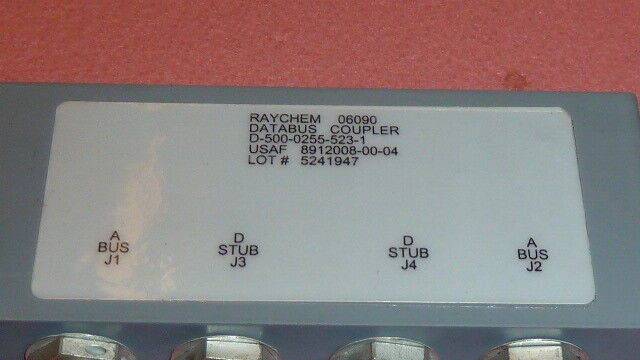 RAYCHEM 06090
DATABUS COUPLER
D-500-0255-523-1
USAF 8912008-00-04
LOT # 5241947
A
BUS
J1
D
STUB
J3
D
STUB
J4
A
BUS
J2